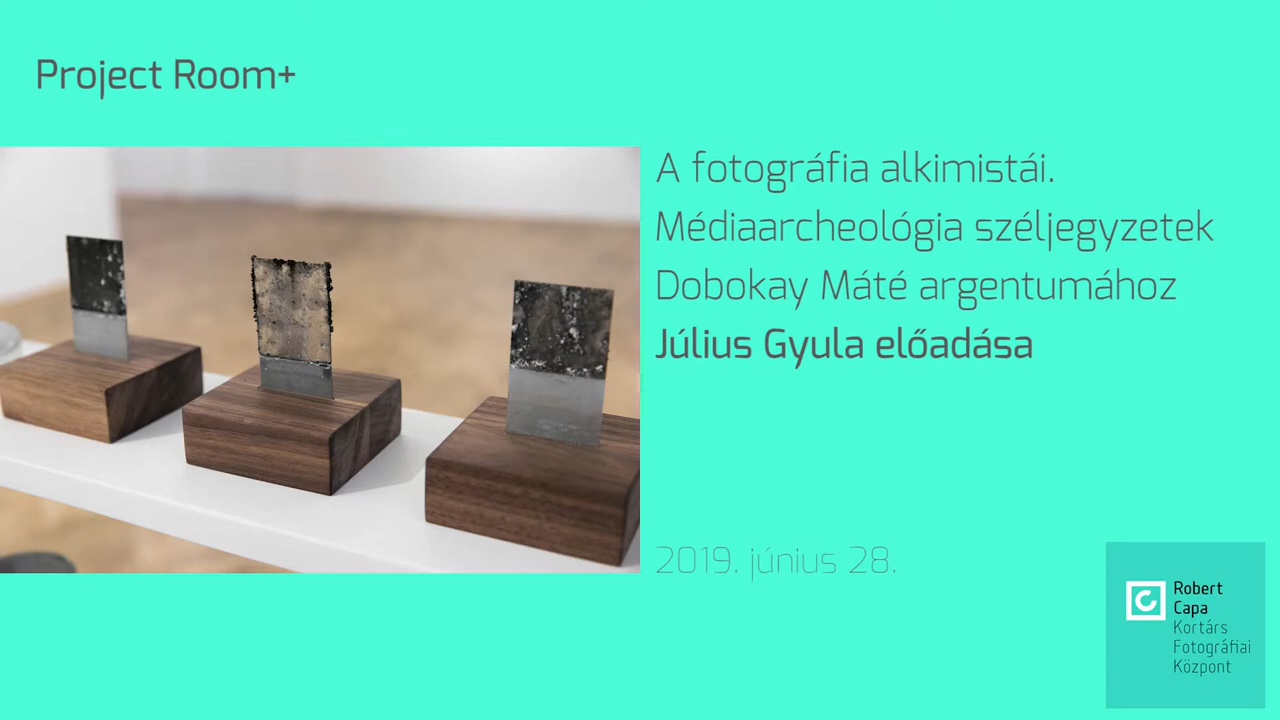 Project Room+
A fotográfia alkimistái.
Médiaarcheológia széljegyzetek
Dobokay Máté argentumához
Július Gyula előadása
2019. június 28.
Robert
Capa
Kortárs
Fotográfiai
Központ